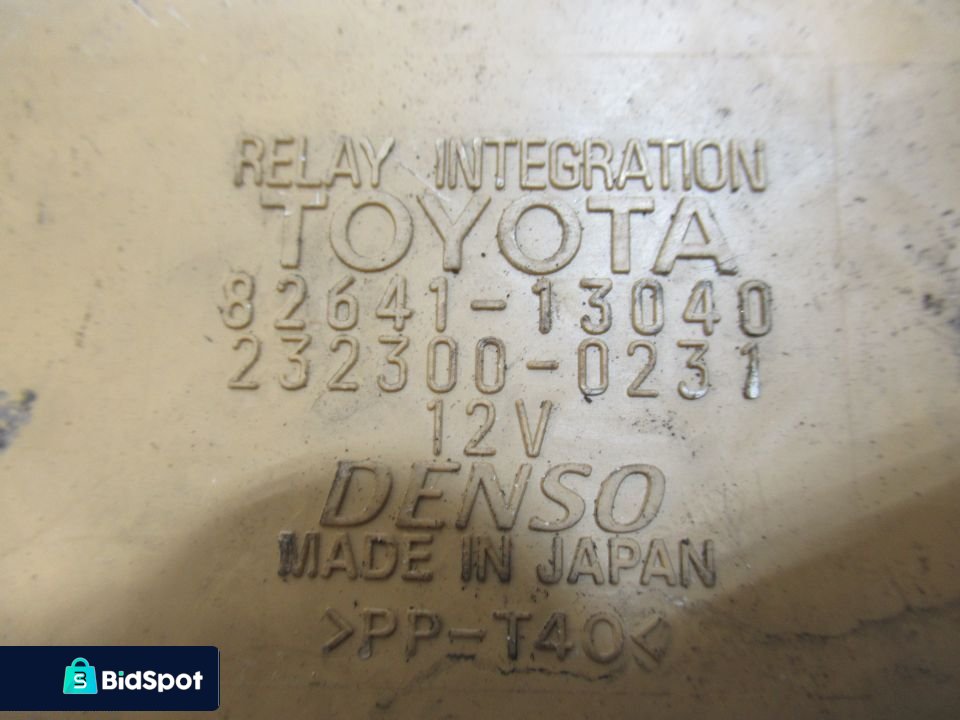 RELAY INTEGRATION
TOYOTA
82641-13040
232300-0231
12V
DENSO
MADE IN JAPAN
>PP-T40<
BidSpot